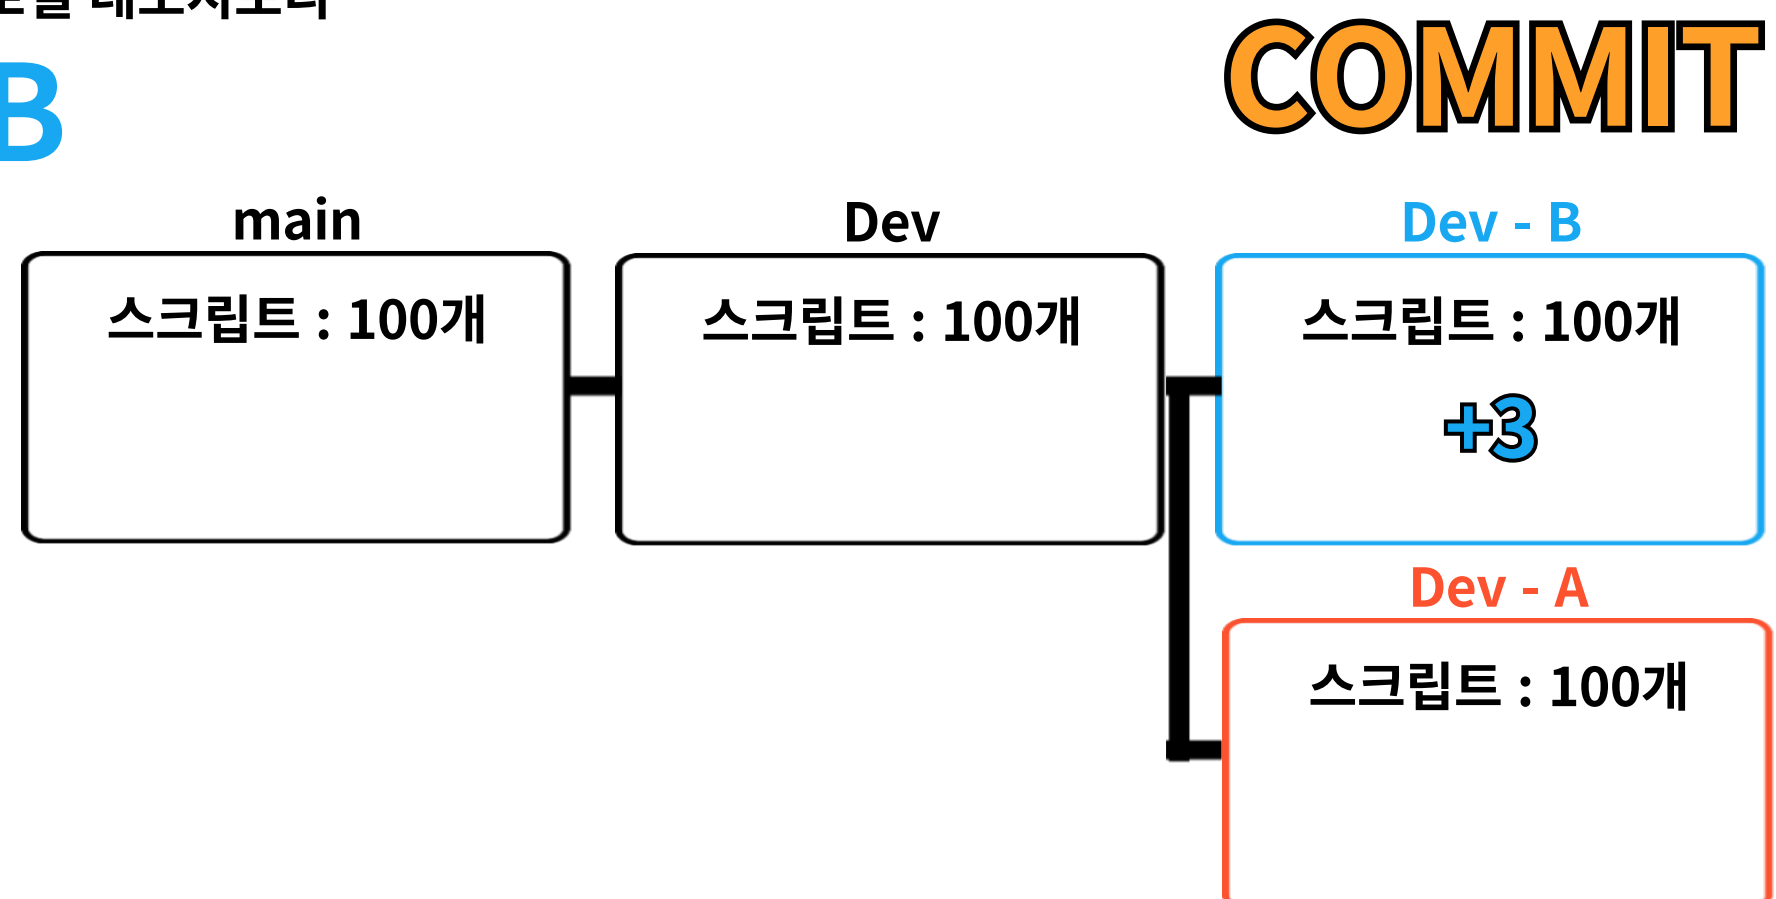 COMMIT
B
main
Dev
Dev - B
스크립트 : 100개
스크립트 : 100개
스크립트 : 100개
+3
Dev - A
스크립트 : 100개